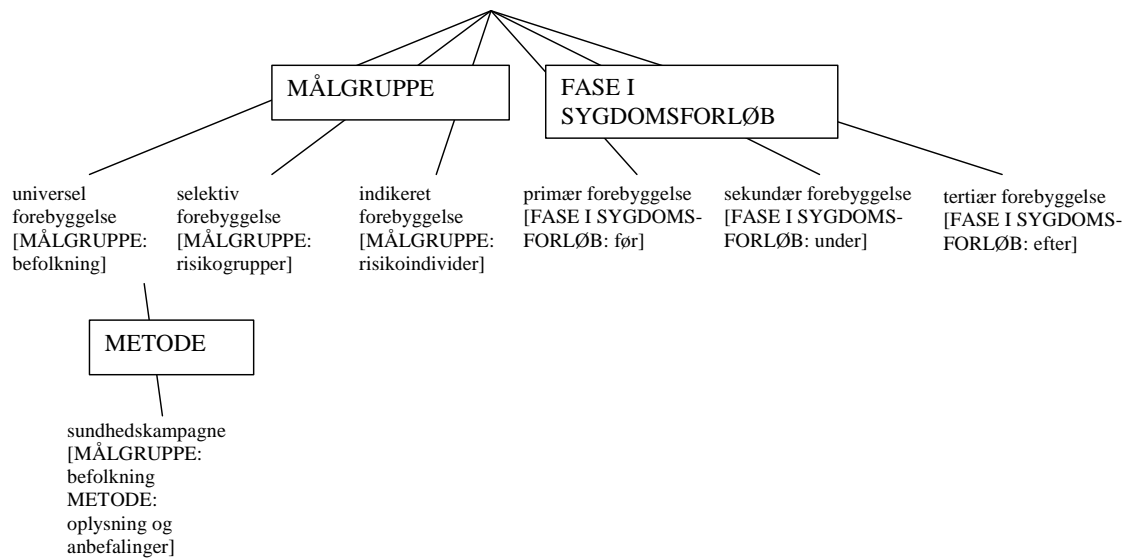 MÅLGRUPPE
FASE I
SYGDOMSFORLØB
universel
forebyggelse
[MÅLGRUPPE:
befolkning]
selektiv
forebyggelse
[MÅLGRUPPE:
risikogrupper]
indikeret
forebyggelse
[MÅLGRUPPE:
risikoindivider]
primær forebyggelse
[FASE I SYGDOMS-
FORLØB: før]
sekundær forebyggelse
[FASE I SYGDOMS-
FORLØB: under]
tertiær forebyggelse
[FASE I SYGDOMS-
FORLØB: efter]
METODE
sundhedskampagne
[MÅLGRUPPE:
befolkning
METODE:
oplysning og
anbefalinger]